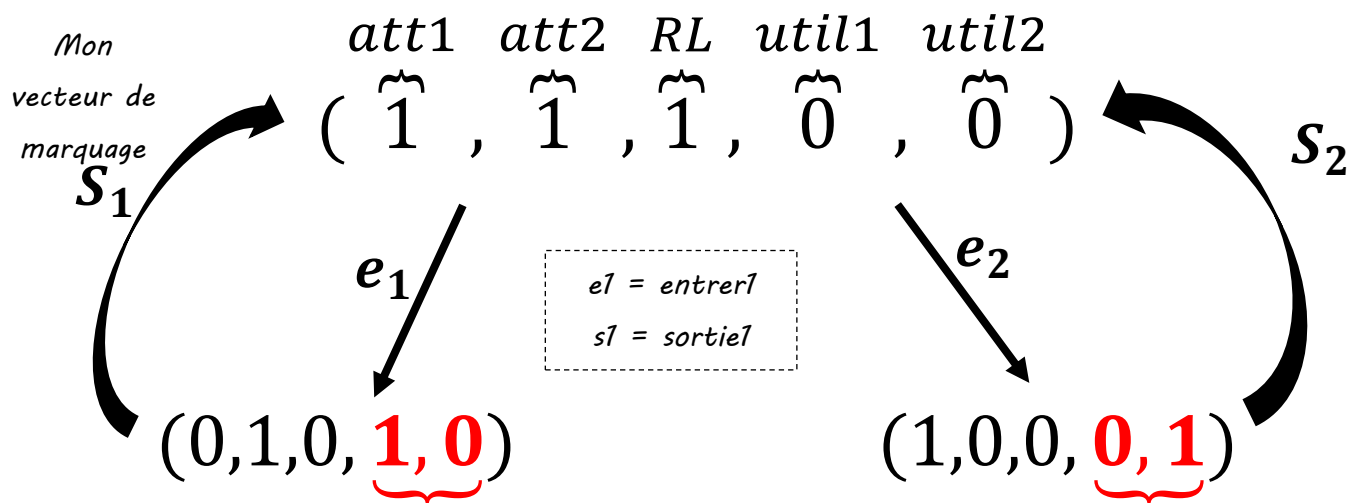 Mon
vecteur de
marquage
att1 att2 RL util1 util2
( 1 , 1 , 1 , 0 , 0 )
S1
S2
e1
e2
e1 = entrer1
s1 = sortie1
(0,1,0, 1, 0)
(1,0,0, 0, 1)